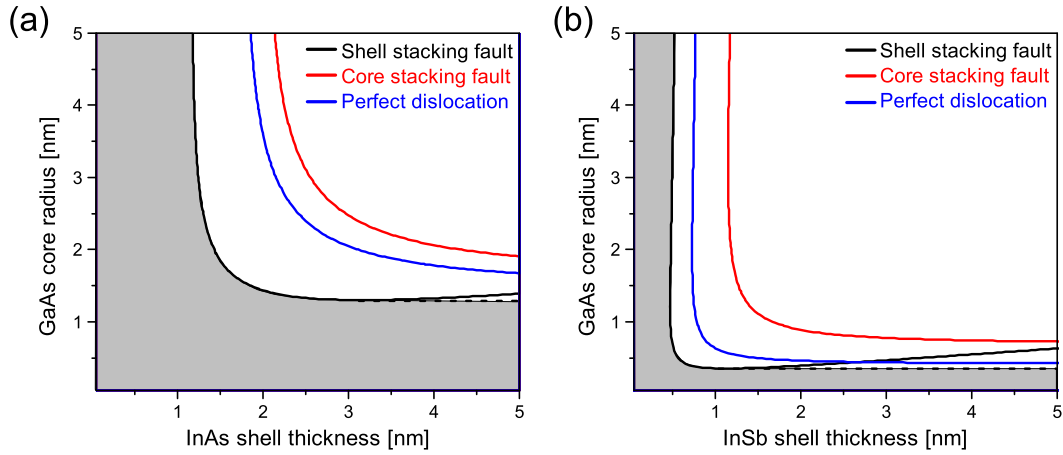 (a)
GaAs core radius [nm]
5
4
3
2
1
Shell stacking fault
Core stacking fault
Perfect dislocation
1 2 3 4 5
InAs shell thickness [nm]
(b)
GaAs core radius [nm]
5
4
3
2
1
Shell stacking fault
Core stacking fault
Perfect dislocation
1 2 3 4 5
InSb shell thickness [nm]